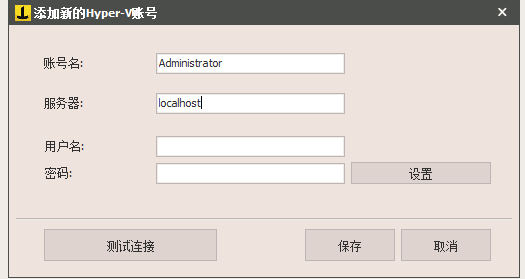 添加新的Hyper-V账号
账号名: Administrator
服务器: localhost
用户名:
密码: 设置
测试连接 保存 取消